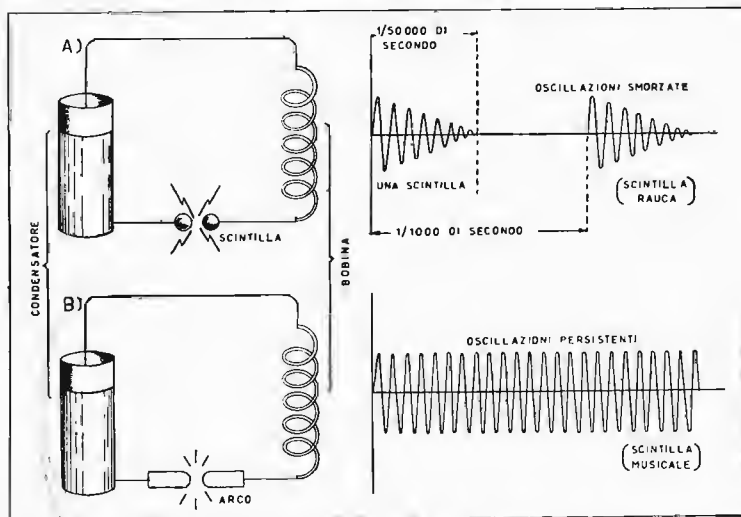 A)
CONDENSATORE
SCINTILLA
BOBINA
B)
ARCO
1/50000 DI
SECONDO
OSCILLAZIONI SMORZATE
UNA SCINTILLA
(SCINTILLA
RAUCA)
1/1000 DI SECONDO
OSCILLAZIONI PERSISTENTI
(SCINTILLA
MUSICALE)